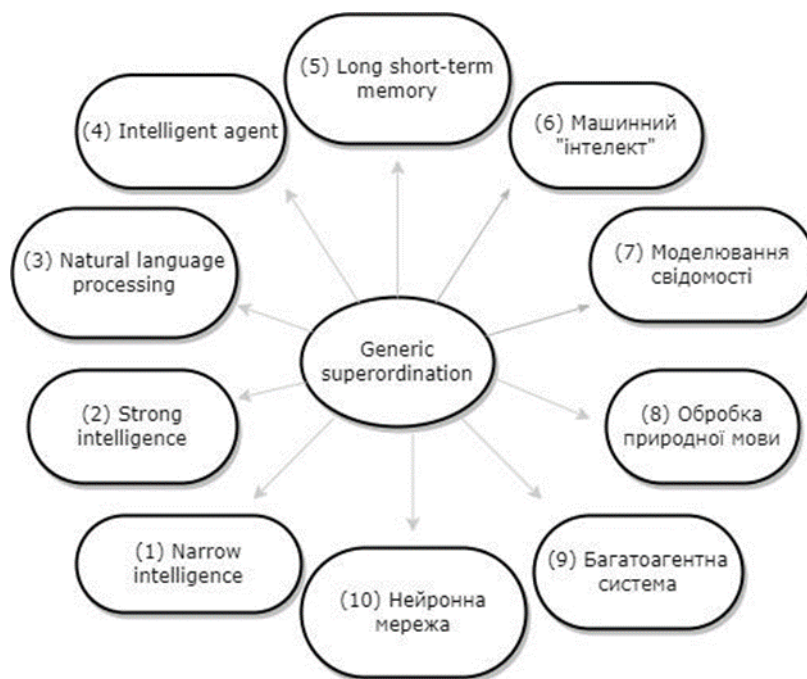 (5) Long short-term
memory
(4) Intelligent agent
(6) Машинний
"інтелект"
(3) Natural language
processing
(7) Моделювання
свідомості
Generic
superordination
(2) Strong
intelligence
(8) Обробка
природної мови
(1) Narrow
intelligence
(9) Багатоагентна
система
(10) Нейронна
мережа